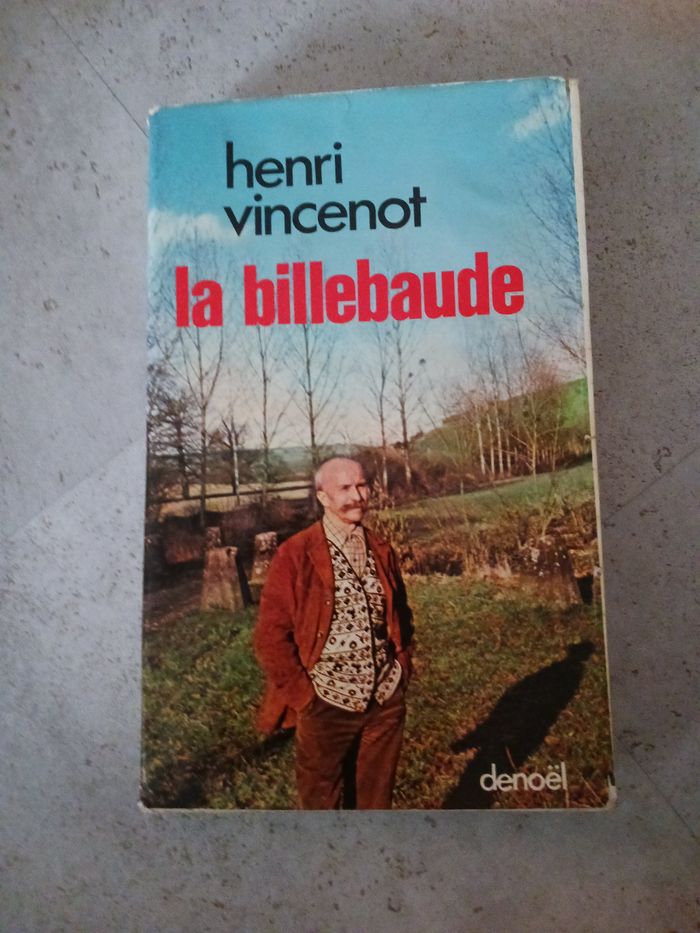 henri
vincenot
la billebaude
denoël